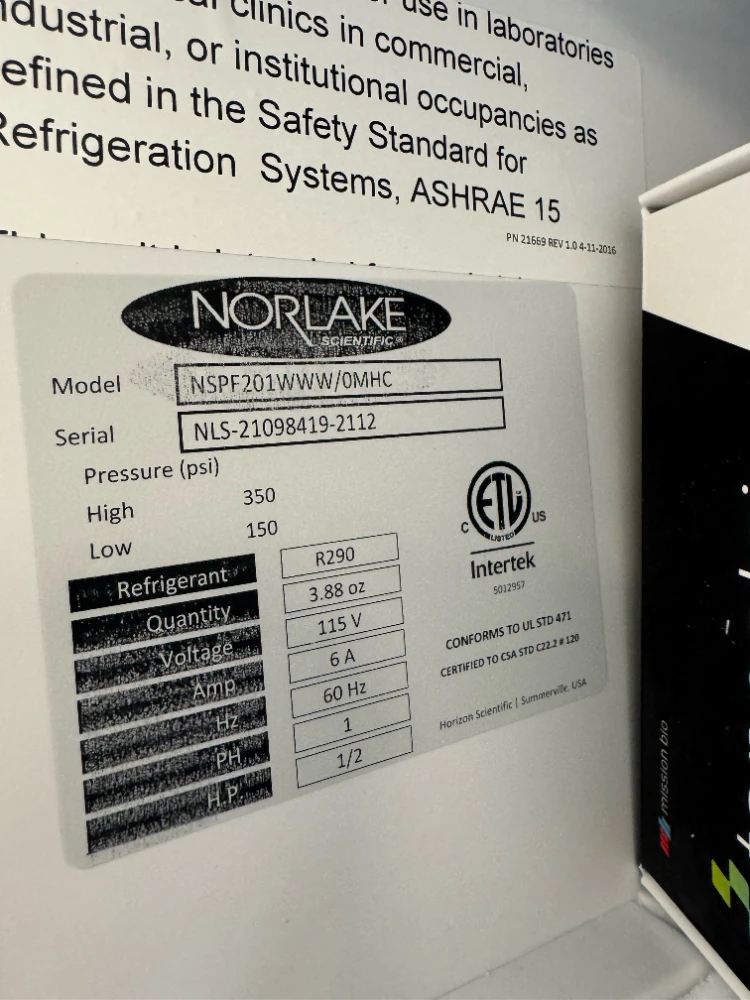 use in laboratories
clinics in commercial,
ndustrial, or institutional occupancies as
efined in the Safety Standard for
Refrigeration Systems, ASHRAE 15
PN 21669 REV 1.0 4-11-2016
NORLAKE
SCIENTIFIC®
Model NSPF201WWW/0MHC
Serial NLS-21098419-2112
Pressure (psi)
High 350
Low 150
Refrigerant R290
Quantity 3.88 oz
Voltage 115 V
Amp 6 A
Hz 60 Hz
PH 1
H.P. 1/2
ETL
C US
LISTED
Intertek
5012957
CONFORMS TO UL STD 471
CERTIFIED TO CSA STD C22.2 # 120
Horizon Scientific | Summerville, USA
mission bio